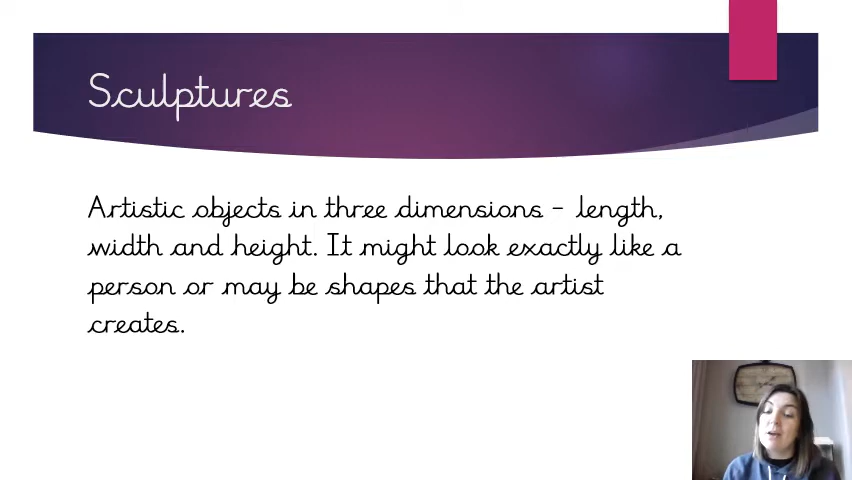 Sculptures
Artistic objects in three dimensions - length,
width and height. It might look exactly like a
person or may be shapes that the artist
creates.